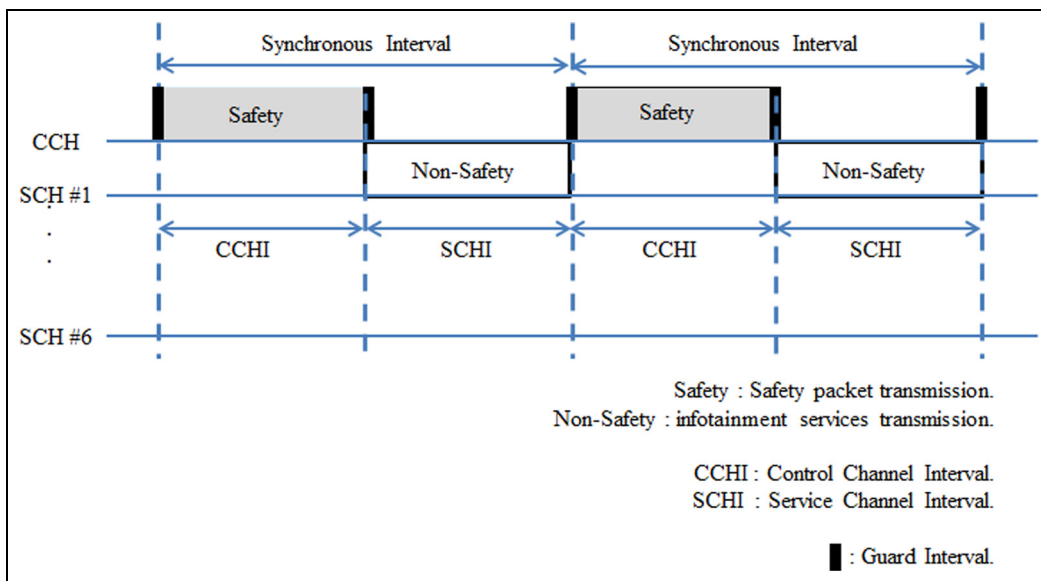 Synchronous Interval Synchronous Interval
Safety Safety
CCH
Non-Safety Non-Safety
SCH #1
CCHI SCHI CCHI SCHI
SCH #6
Safety : Safety packet transmission.
Non-Safety : infotainment services transmission.
CCHI : Control Channel Interval.
SCHI : Service Channel Interval.
: Guard Interval.